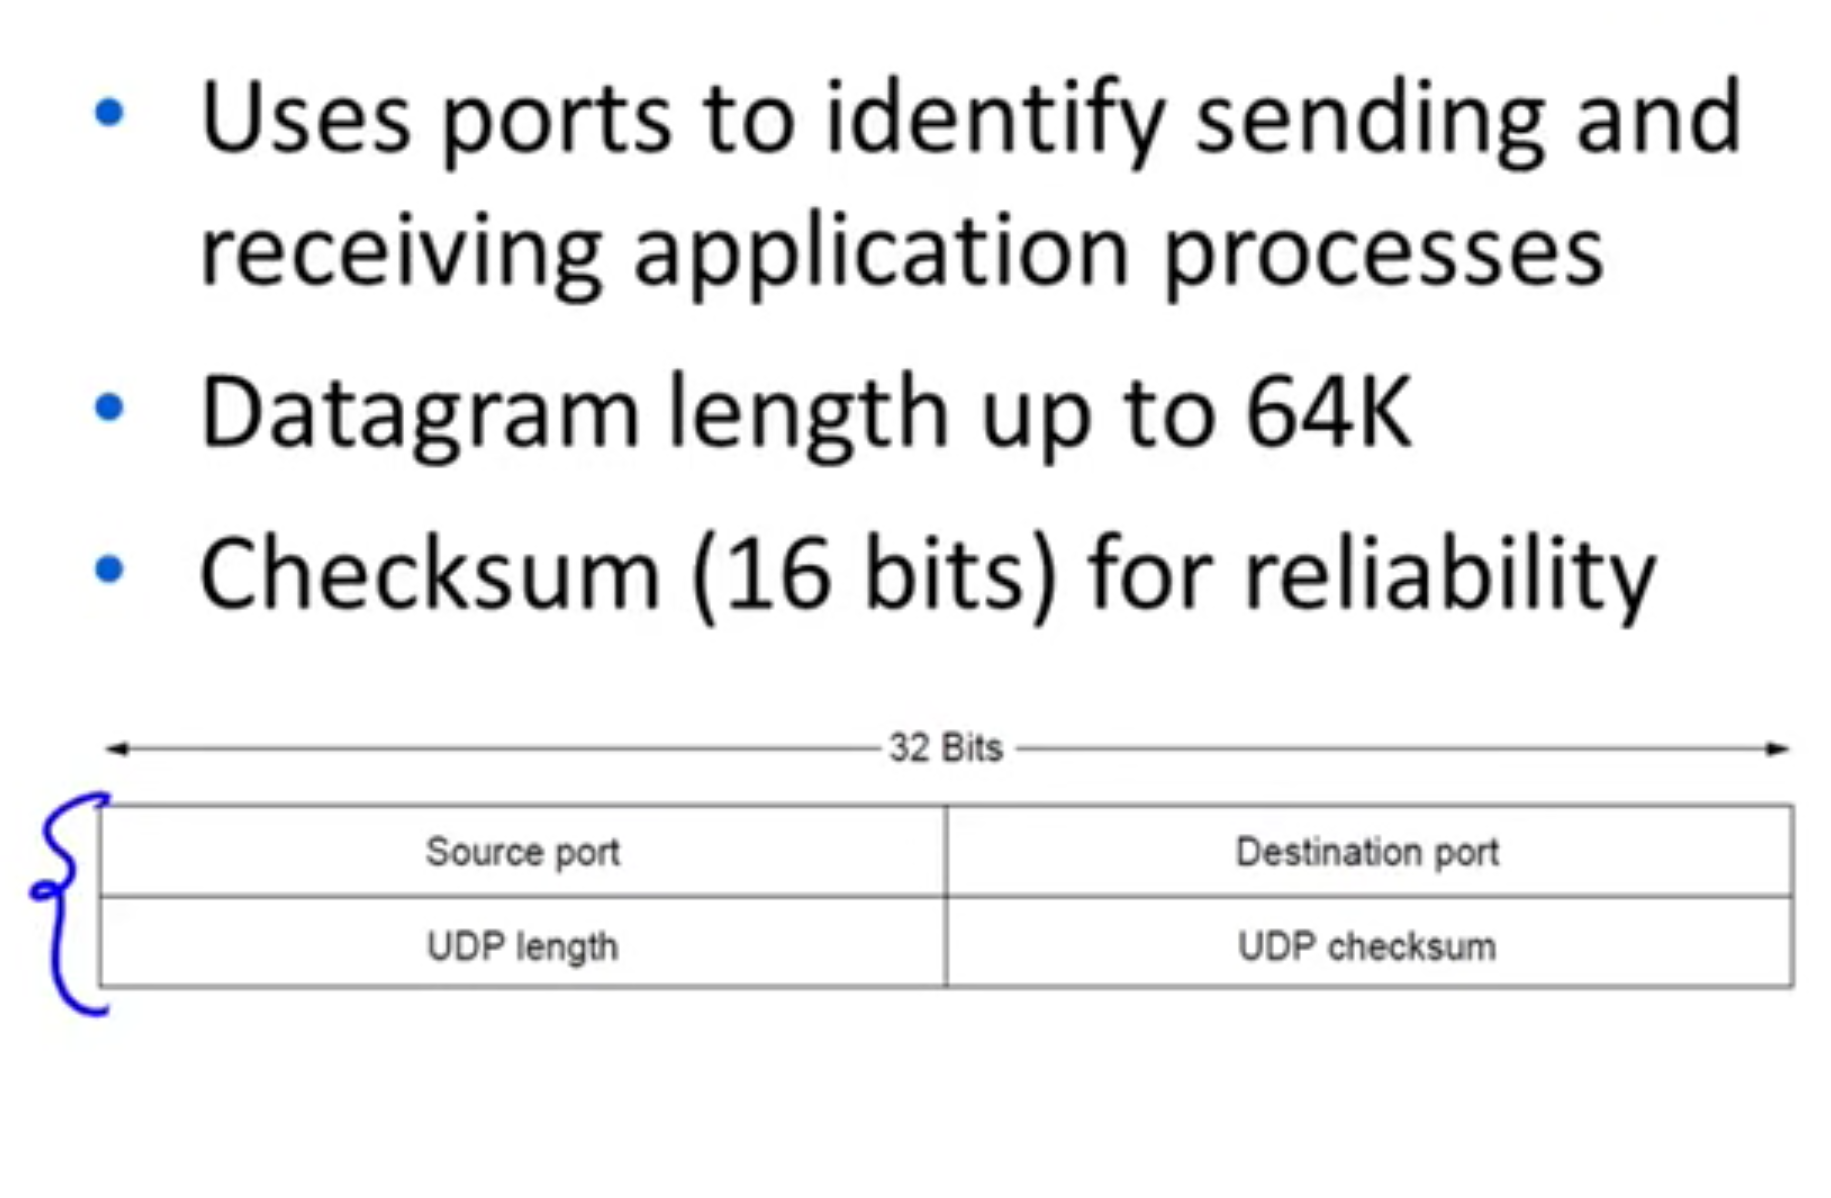 • Uses ports to identify sending and
receiving application processes
• Datagram length up to 64K
• Checksum (16 bits) for reliability
32 Bits
Source port Destination port
UDP length UDP checksum